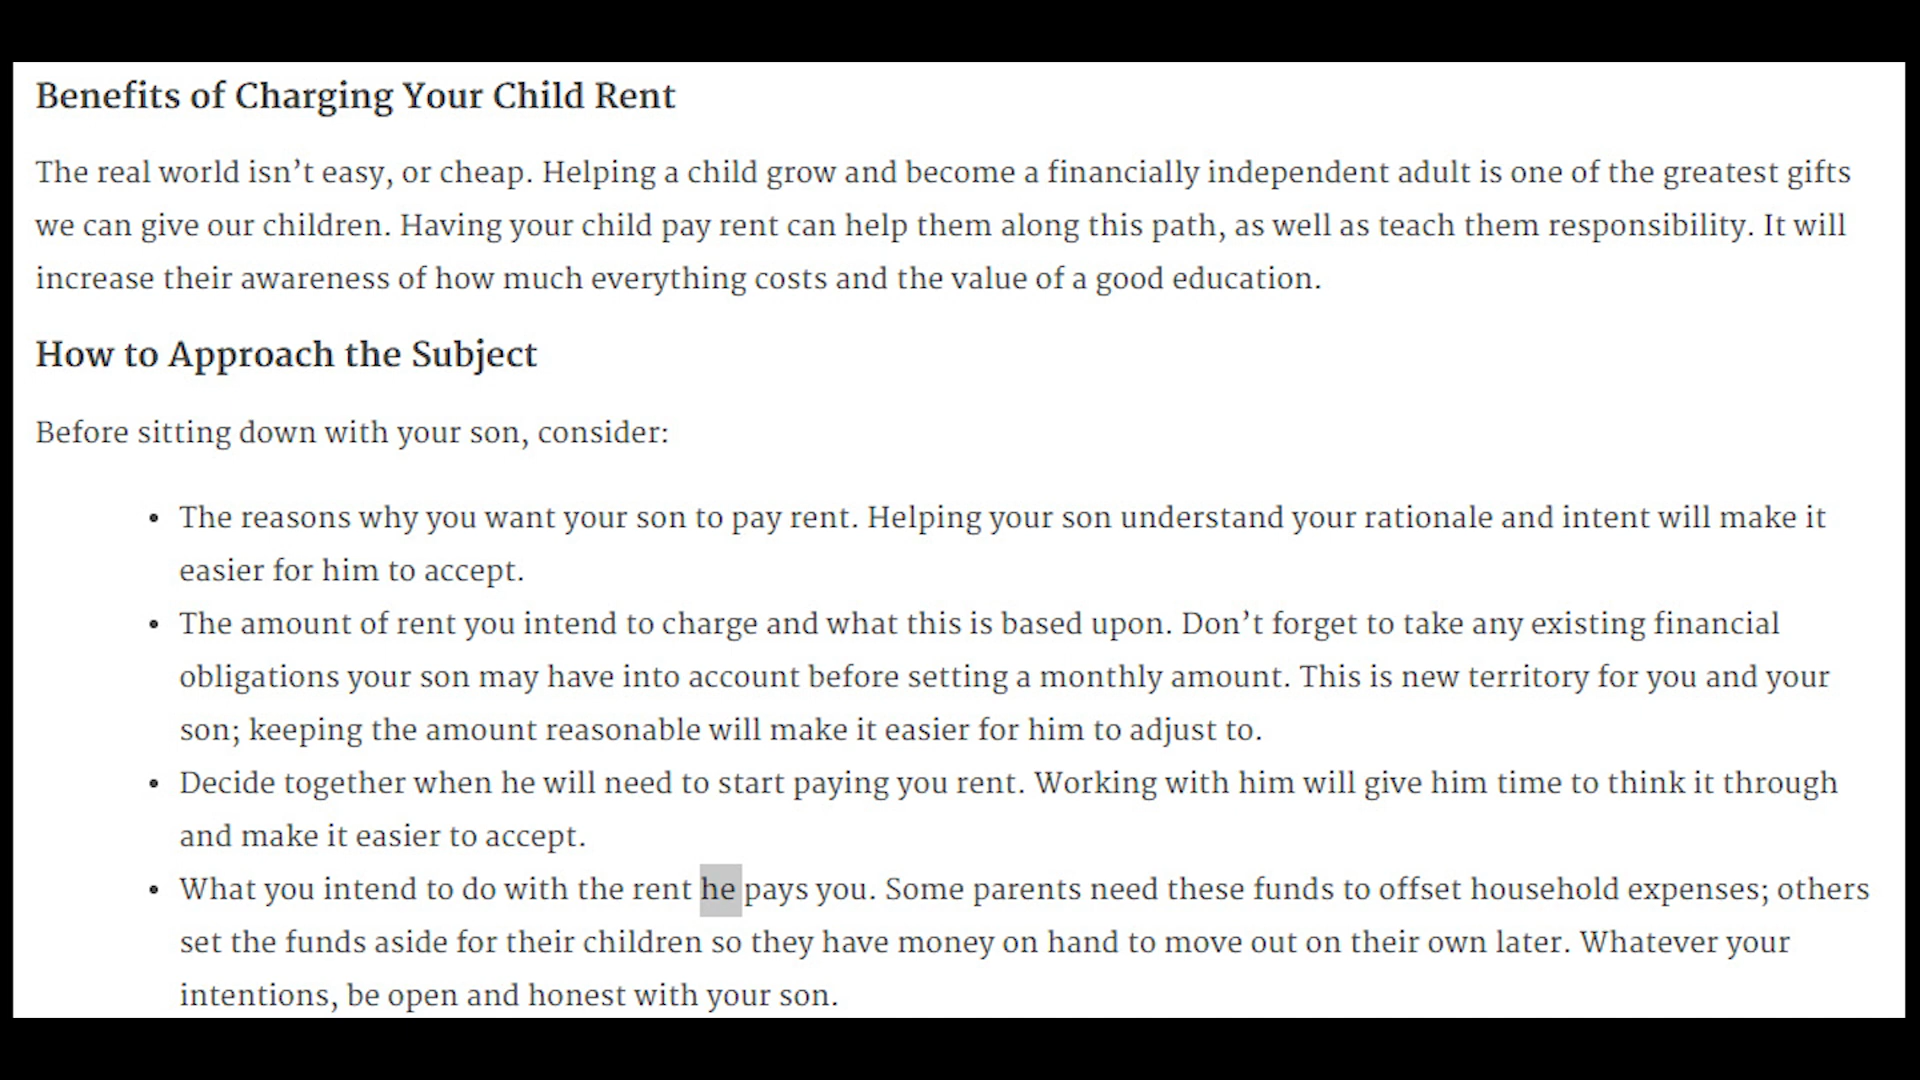 Benefits of Charging Your Child Rent
The real world isn’t easy, or cheap. Helping a child grow and become a financially independent adult is one of the greatest gifts
we can give our children. Having your child pay rent can help them along this path, as well as teach them responsibility. It will
increase their awareness of how much everything costs and the value of a good education.
How to Approach the Subject
Before sitting down with your son, consider:
• The reasons why you want your son to pay rent. Helping your son understand your rationale and intent will make it
easier for him to accept.
• The amount of rent you intend to charge and what this is based upon. Don’t forget to take any existing financial
obligations your son may have into account before setting a monthly amount. This is new territory for you and your
son; keeping the amount reasonable will make it easier for him to adjust to.
• Decide together when he will need to start paying you rent. Working with him will give him time to think it through
and make it easier to accept.
• What you intend to do with the rent he pays you. Some parents need these funds to offset household expenses; others
set the funds aside for their children so they have money on hand to move out on their own later. Whatever your
intentions, be open and honest with your son.